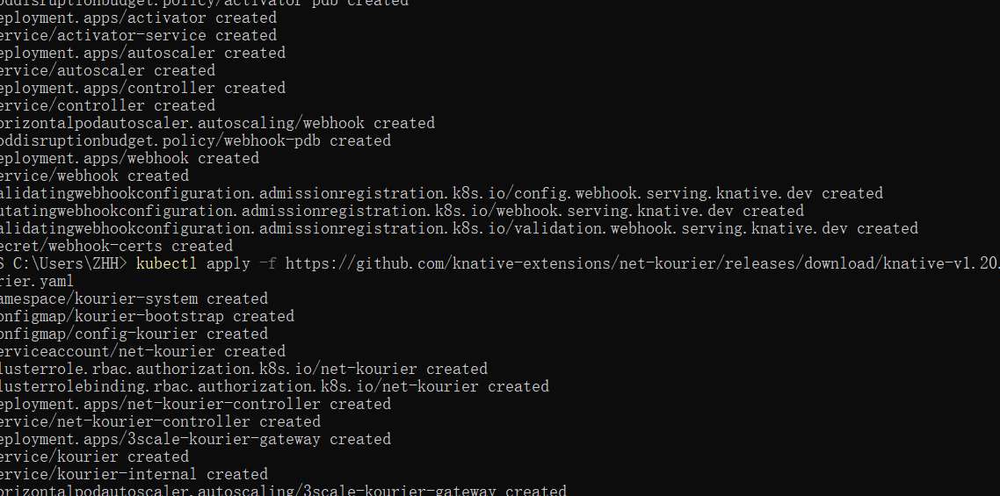 oddisruptionbudget.policy/activator-pdb created
eployment.apps/activator created
ervice/activator-service created
eployment.apps/autoscaler created
ervice/autoscaler created
eployment.apps/controller created
ervice/controller created
orizontalpodautoscaler.autoscaling/webhook created
oddisruptionbudget.policy/webhook-pdb created
eployment.apps/webhook created
ervice/webhook created
alidatingwebhookconfiguration.admissionregistration.k8s.io/config.webhook.serving.knative.dev created
utatingwebhookconfiguration.admissionregistration.k8s.io/webhook.serving.knative.dev created
alidatingwebhookconfiguration.admissionregistration.k8s.io/validation.webhook.serving.knative.dev created
ecret/webhook-certs created
S C:\Users\ZHH> kubectl apply -f https://github.com/knative-extensions/net-kourier/releases/download/knative-v1.20.
rier.yaml
amespace/kourier-system created
onfigmap/kourier-bootstrap created
onfigmap/config-kourier created
erviceaccount/net-kourier created
lusterrole.rbac.authorization.k8s.io/net-kourier created
lusterrolebinding.rbac.authorization.k8s.io/net-kourier created
eployment.apps/net-kourier-controller created
ervice/net-kourier-controller created
eployment.apps/3scale-kourier-gateway created
ervice/kourier created
ervice/kourier-internal created
orizontalpodautoscaler.autoscaling/3scale-kourier-gateway created